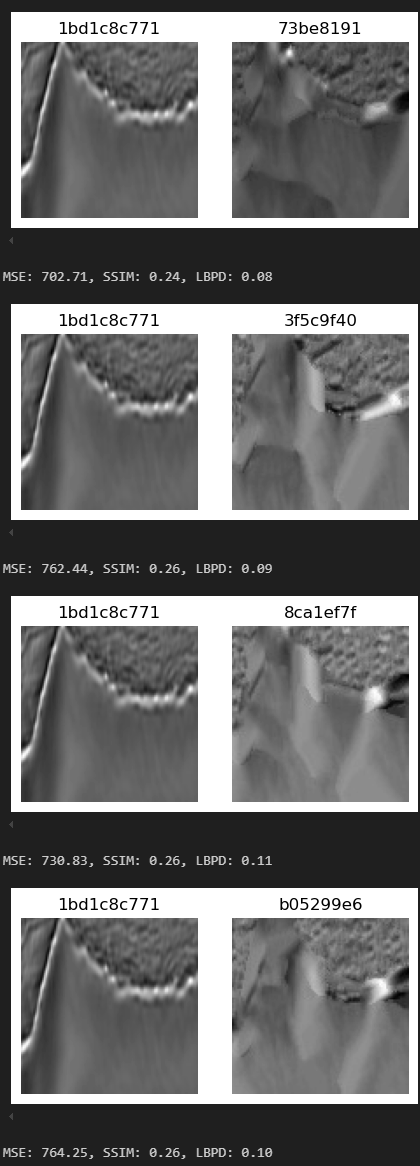 1bd1c8c771 73be8191
MSE: 702.71, SSIM: 0.24, LBPD: 0.08
1bd1c8c771 3f5c9f40
MSE: 762.44, SSIM: 0.26, LBPD: 0.09
1bd1c8c771 8ca1ef7f
MSE: 730.83, SSIM: 0.26, LBPD: 0.11
1bd1c8c771 b05299e6
MSE: 764.25, SSIM: 0.26, LBPD: 0.10